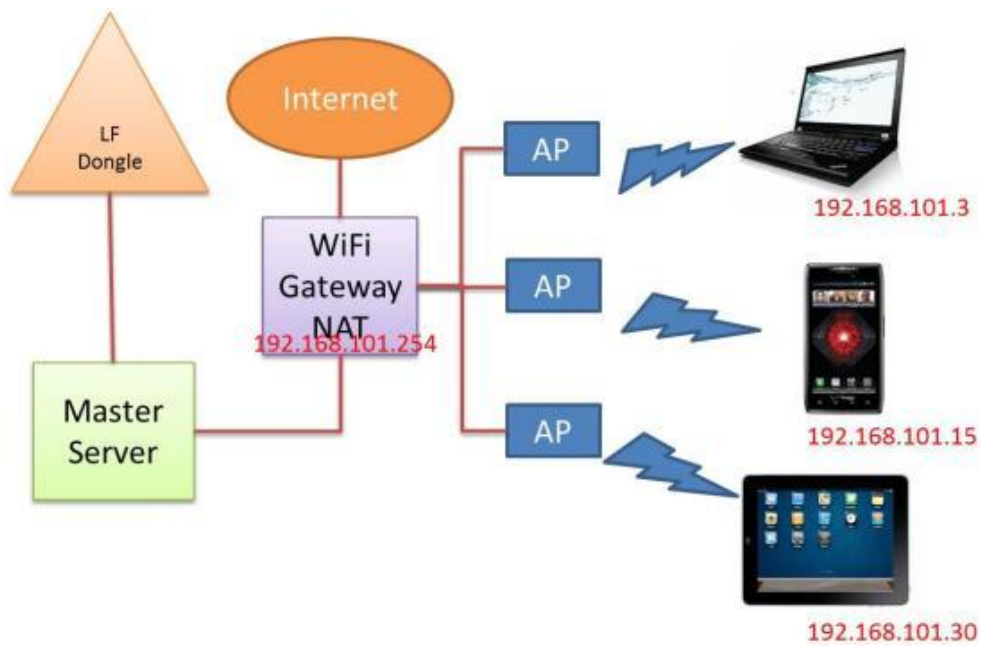 LF
Dongle
Internet
AP
192.168.101.3
WiFi
Gateway
NAT
192.168.101.254
AP
192.168.101.15
Master
Server
AP
192.168.101.30